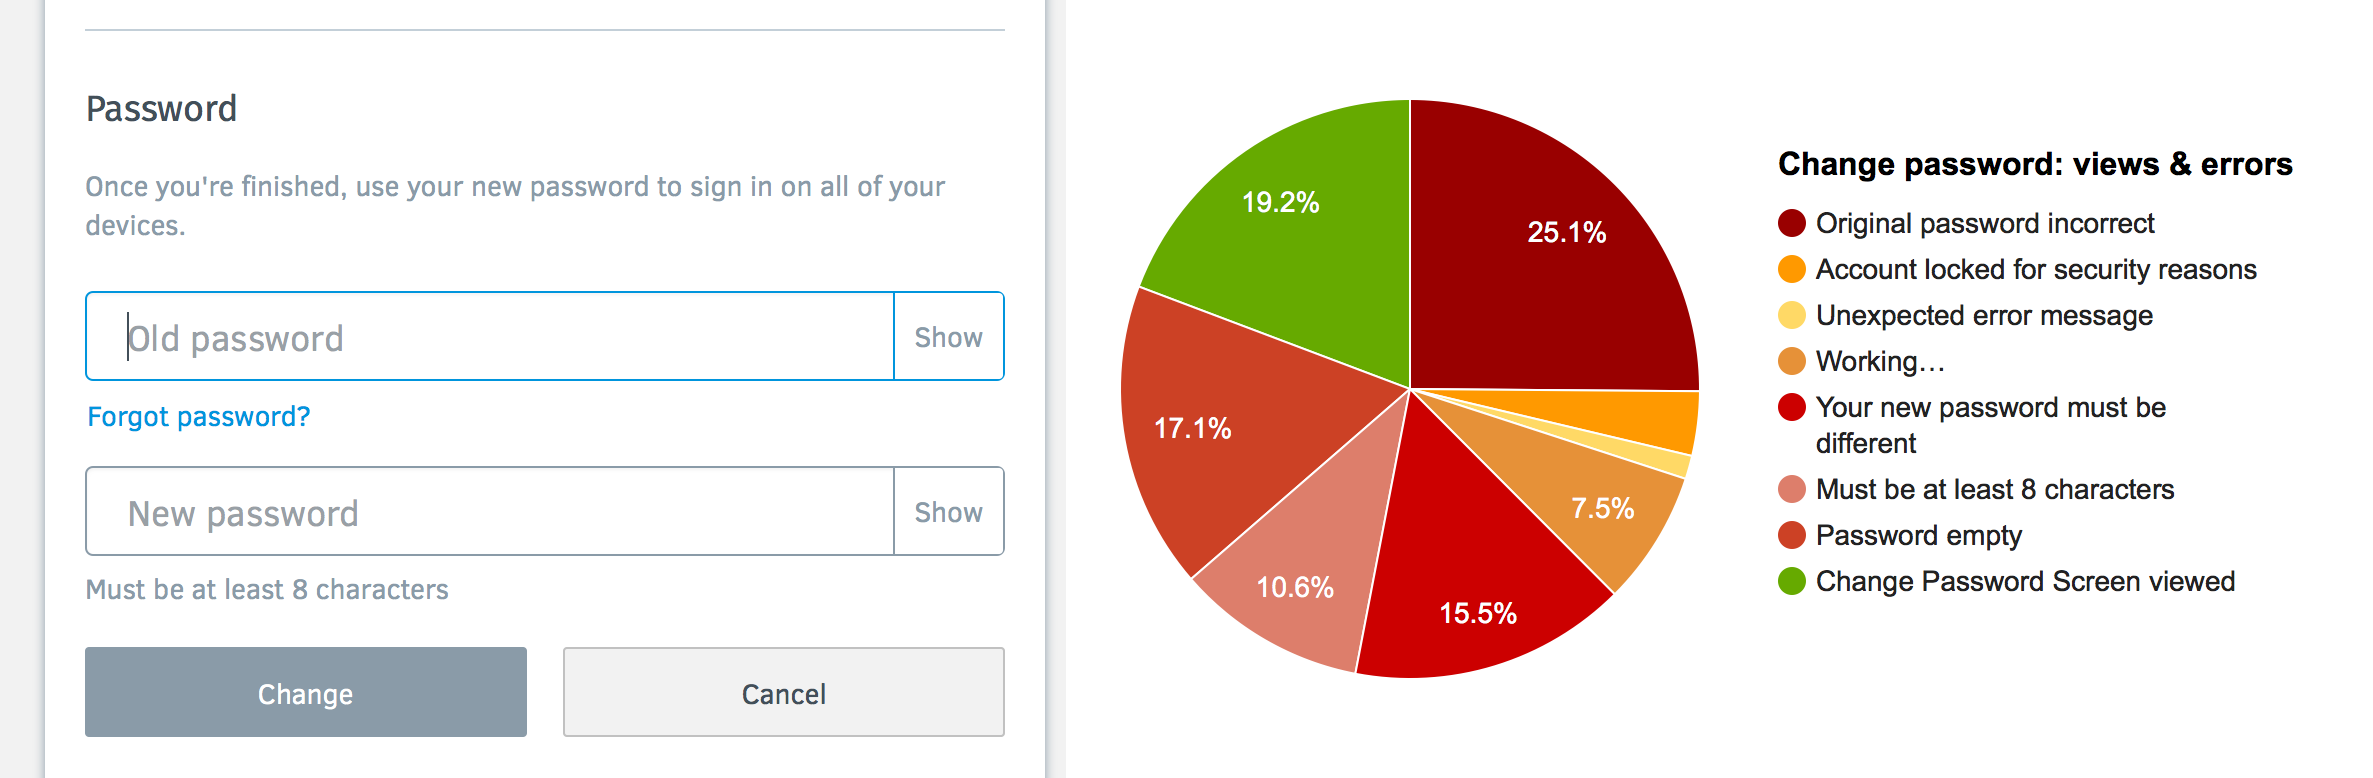 Password
Once you're finished, use your new password to sign in on all of your
devices.
Old password
Show
Forgot password?
New password
Show
Must be at least 8 characters
Change
Cancel
19.2%
25.1%
17.1%
7.5%
10.6%
15.5%
Change password: views & errors
Original password incorrect
Account locked for security reasons
Unexpected error message
Working…
Your new password must be
different
Must be at least 8 characters
Password empty
Change Password Screen viewed